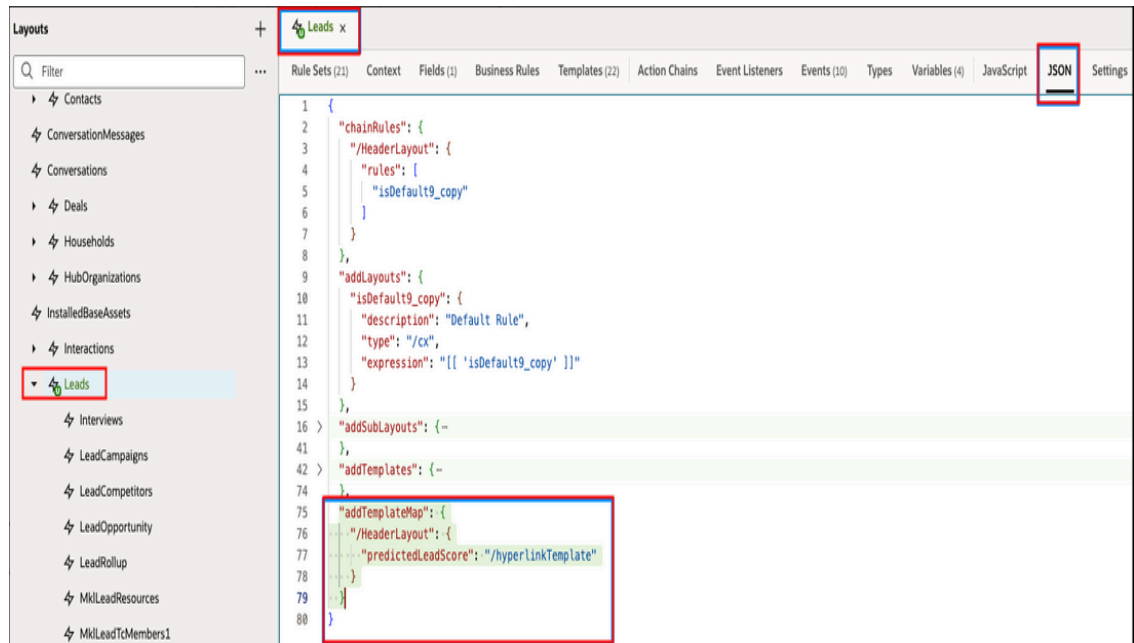 Layouts
Filter
Contacts
ConversationMessages
Conversations
Deals
Households
HubOrganizations
InstalledBaseAssets
Interactions
Leads
Interviews
LeadCampaigns
LeadCompetitors
LeadOpportunity
LeadRollup
MklLeadResources
MklLeadTcMembers1
Leads x
Rule Sets (21) Context Fields (1) Business Rules Templates (22) Action Chains Event Listeners Events (10) Types Variables (4) JavaScript JSON Settings
1 {
2 "chainRules": {
3 "/HeaderLayout": {
4 "rules": [
5 "isDefault9_copy"
6 ]
7 }
8 },
9 "addLayouts": {
10 "isDefault9_copy": {
11 "description": "Default Rule",
12 "type": "/cx",
13 "expression": "[[ 'isDefault9_copy' ]]"
14 }
15 },
16 > "addSubLayouts": {⋯
41 },
42 > "addTemplates": {⋯
74 },
75 "addTemplateMap": {
76 "/HeaderLayout": {
77 "predictedLeadScore": "/hyperlinkTemplate"
78 }
79 }
80 }